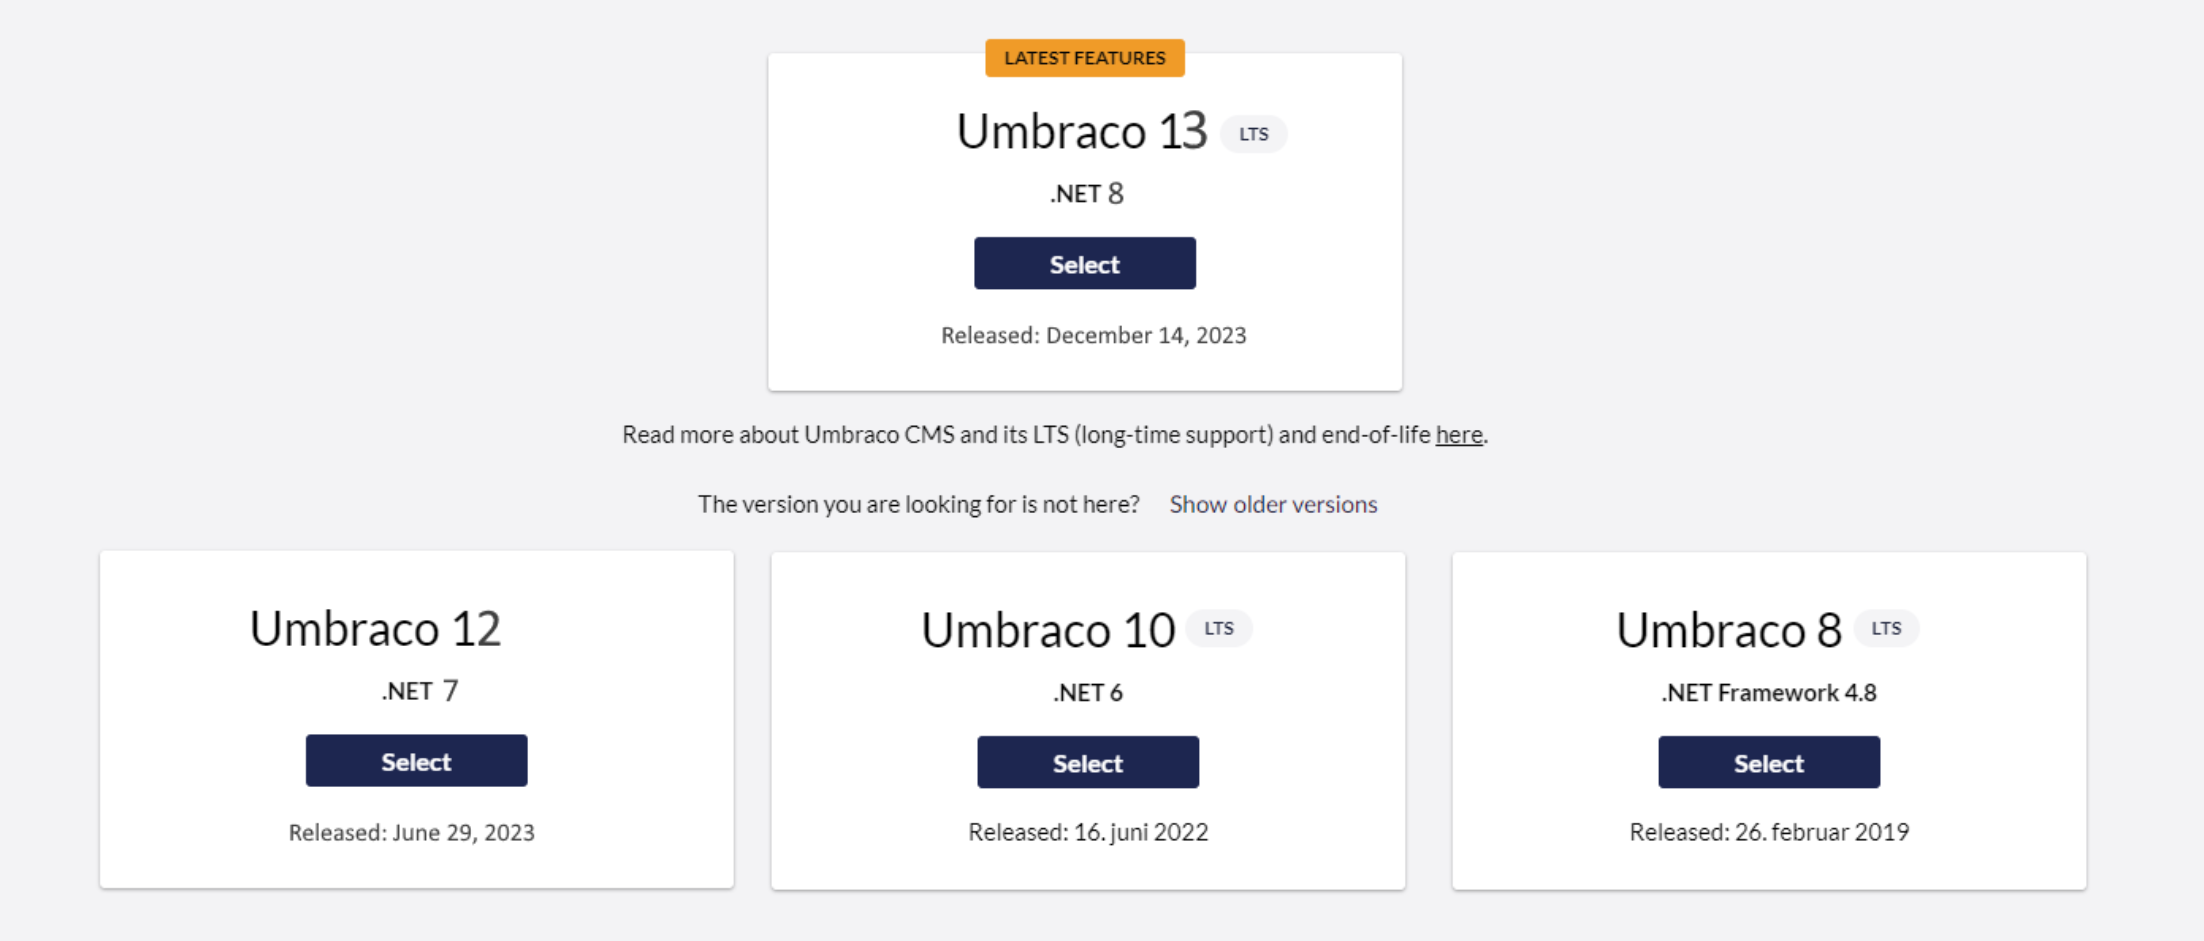 LATEST FEATURES
Umbraco 13 LTS
.NET 8
Select
Released: December 14, 2023
Read more about Umbraco CMS and its LTS (long-time support) and end-of-life here.
The version you are looking for is not here? Show older versions
Umbraco 12
.NET 7
Select
Released: June 29, 2023
Umbraco 10 LTS
.NET 6
Select
Released: 16. juni 2022
Umbraco 8 LTS
.NET Framework 4.8
Select
Released: 26. februar 2019